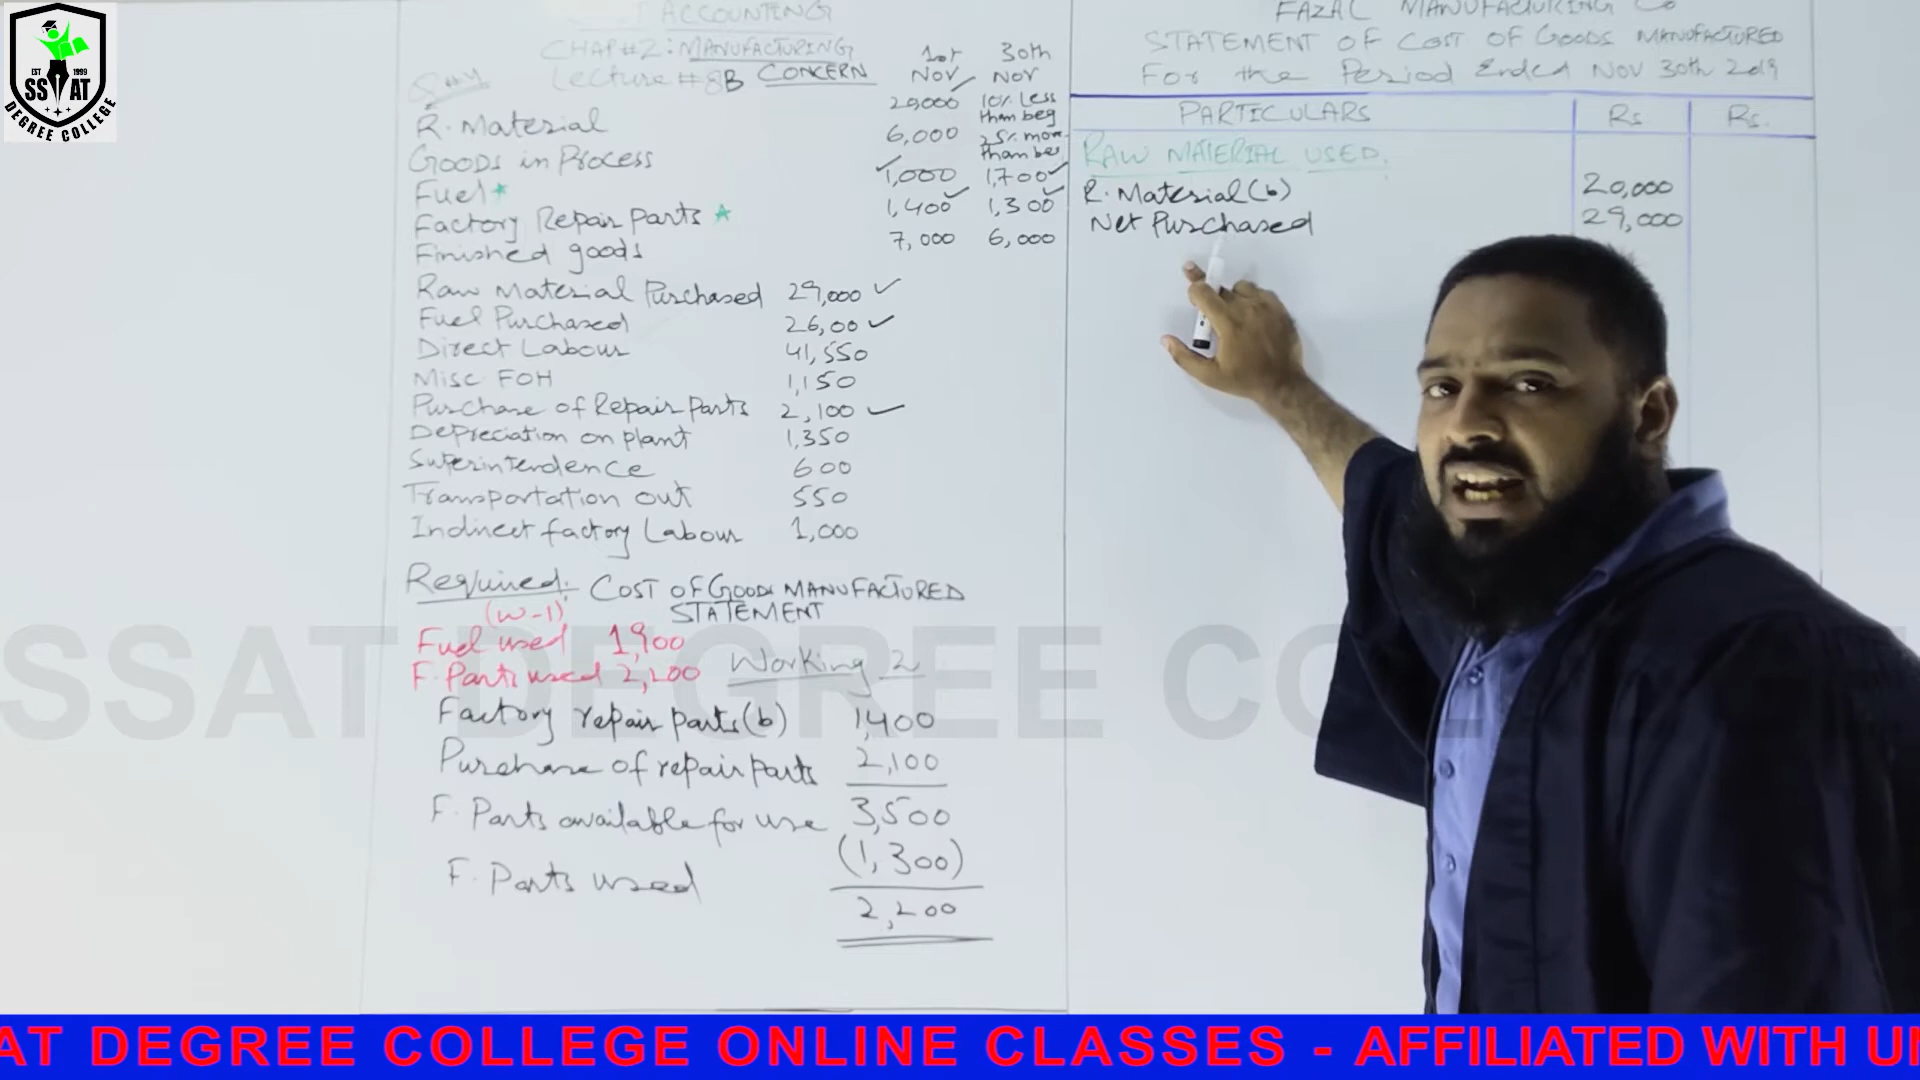 EST 1999
SSAT
DEGREE COLLEGE
T ACCOUNTING
CHAP#2: MANUFACTURING
Lecture #8B CONCERN
1st 30th
Nov Nov
R. Material 20,000 10% Less than beg
Goods in Process 6,000 25% more than beg
Fuel* 1,000 1,700
Factory Repair Parts * 1,400 1,300
Finished goods 7,000 6,000
Raw Material Purchased 29,000
Fuel Purchased 26,00
Direct Labour 41,550
Misc. FOH 1,150
Purchase of Repair Parts 2,100
Depreciation on plant 1,350
Superintendence 600
Transportation out 550
Indirect factory Labour 1,000
Required: COST OF GOODS MANUFACTURED
STATEMENT
(W-1)
Fuel used 1,900
F. Parts used 2,200
Working 2
Factory repair parts(b) 1,400
Purchase of repair parts 2,100
F. Parts available for use 3,500
(1,300)
F. Parts used
2,200
FAZAL MANUFACTURING Co
STATEMENT OF COST OF GOODS MANUFACTURED
For the Period Ended Nov 30th 2019
PARTICULARS Rs Rs.
RAW MATERIAL USED:
R. Material(b) 20,000
Net Purchased 29,000
SSAT DEGREE COLLEGE
AT DEGREE COLLEGE ONLINE CLASSES - AFFILIATED WITH UN